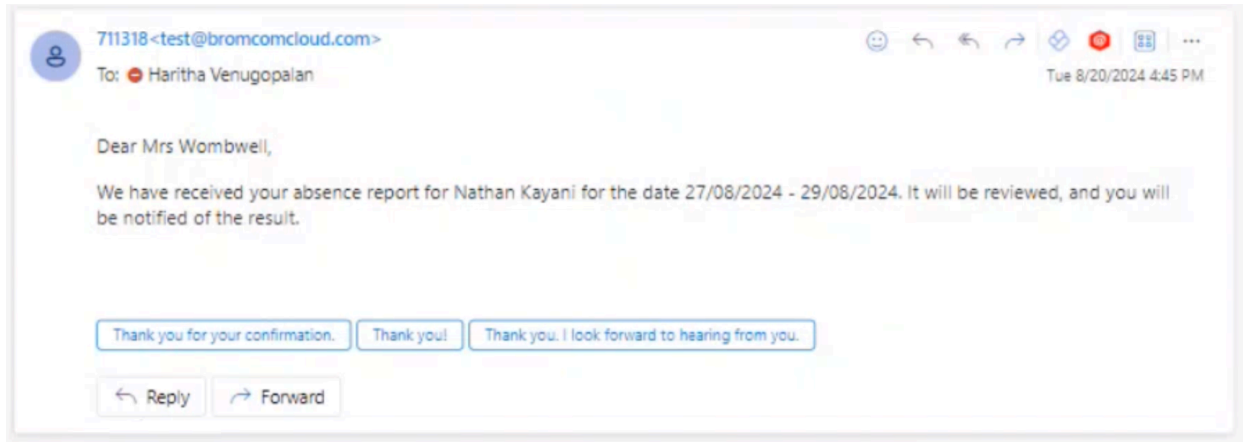 711318<test@bromcomcloud.com>
To: Haritha Venugopalan
Tue 8/20/2024 4:45 PM
Dear Mrs Wombwell,
We have received your absence report for Nathan Kayani for the date 27/08/2024 - 29/08/2024. It will be reviewed, and you will
be notified of the result.
Thank you for your confirmation.
Thank you!
Thank you. I look forward to hearing from you.
Reply
Forward